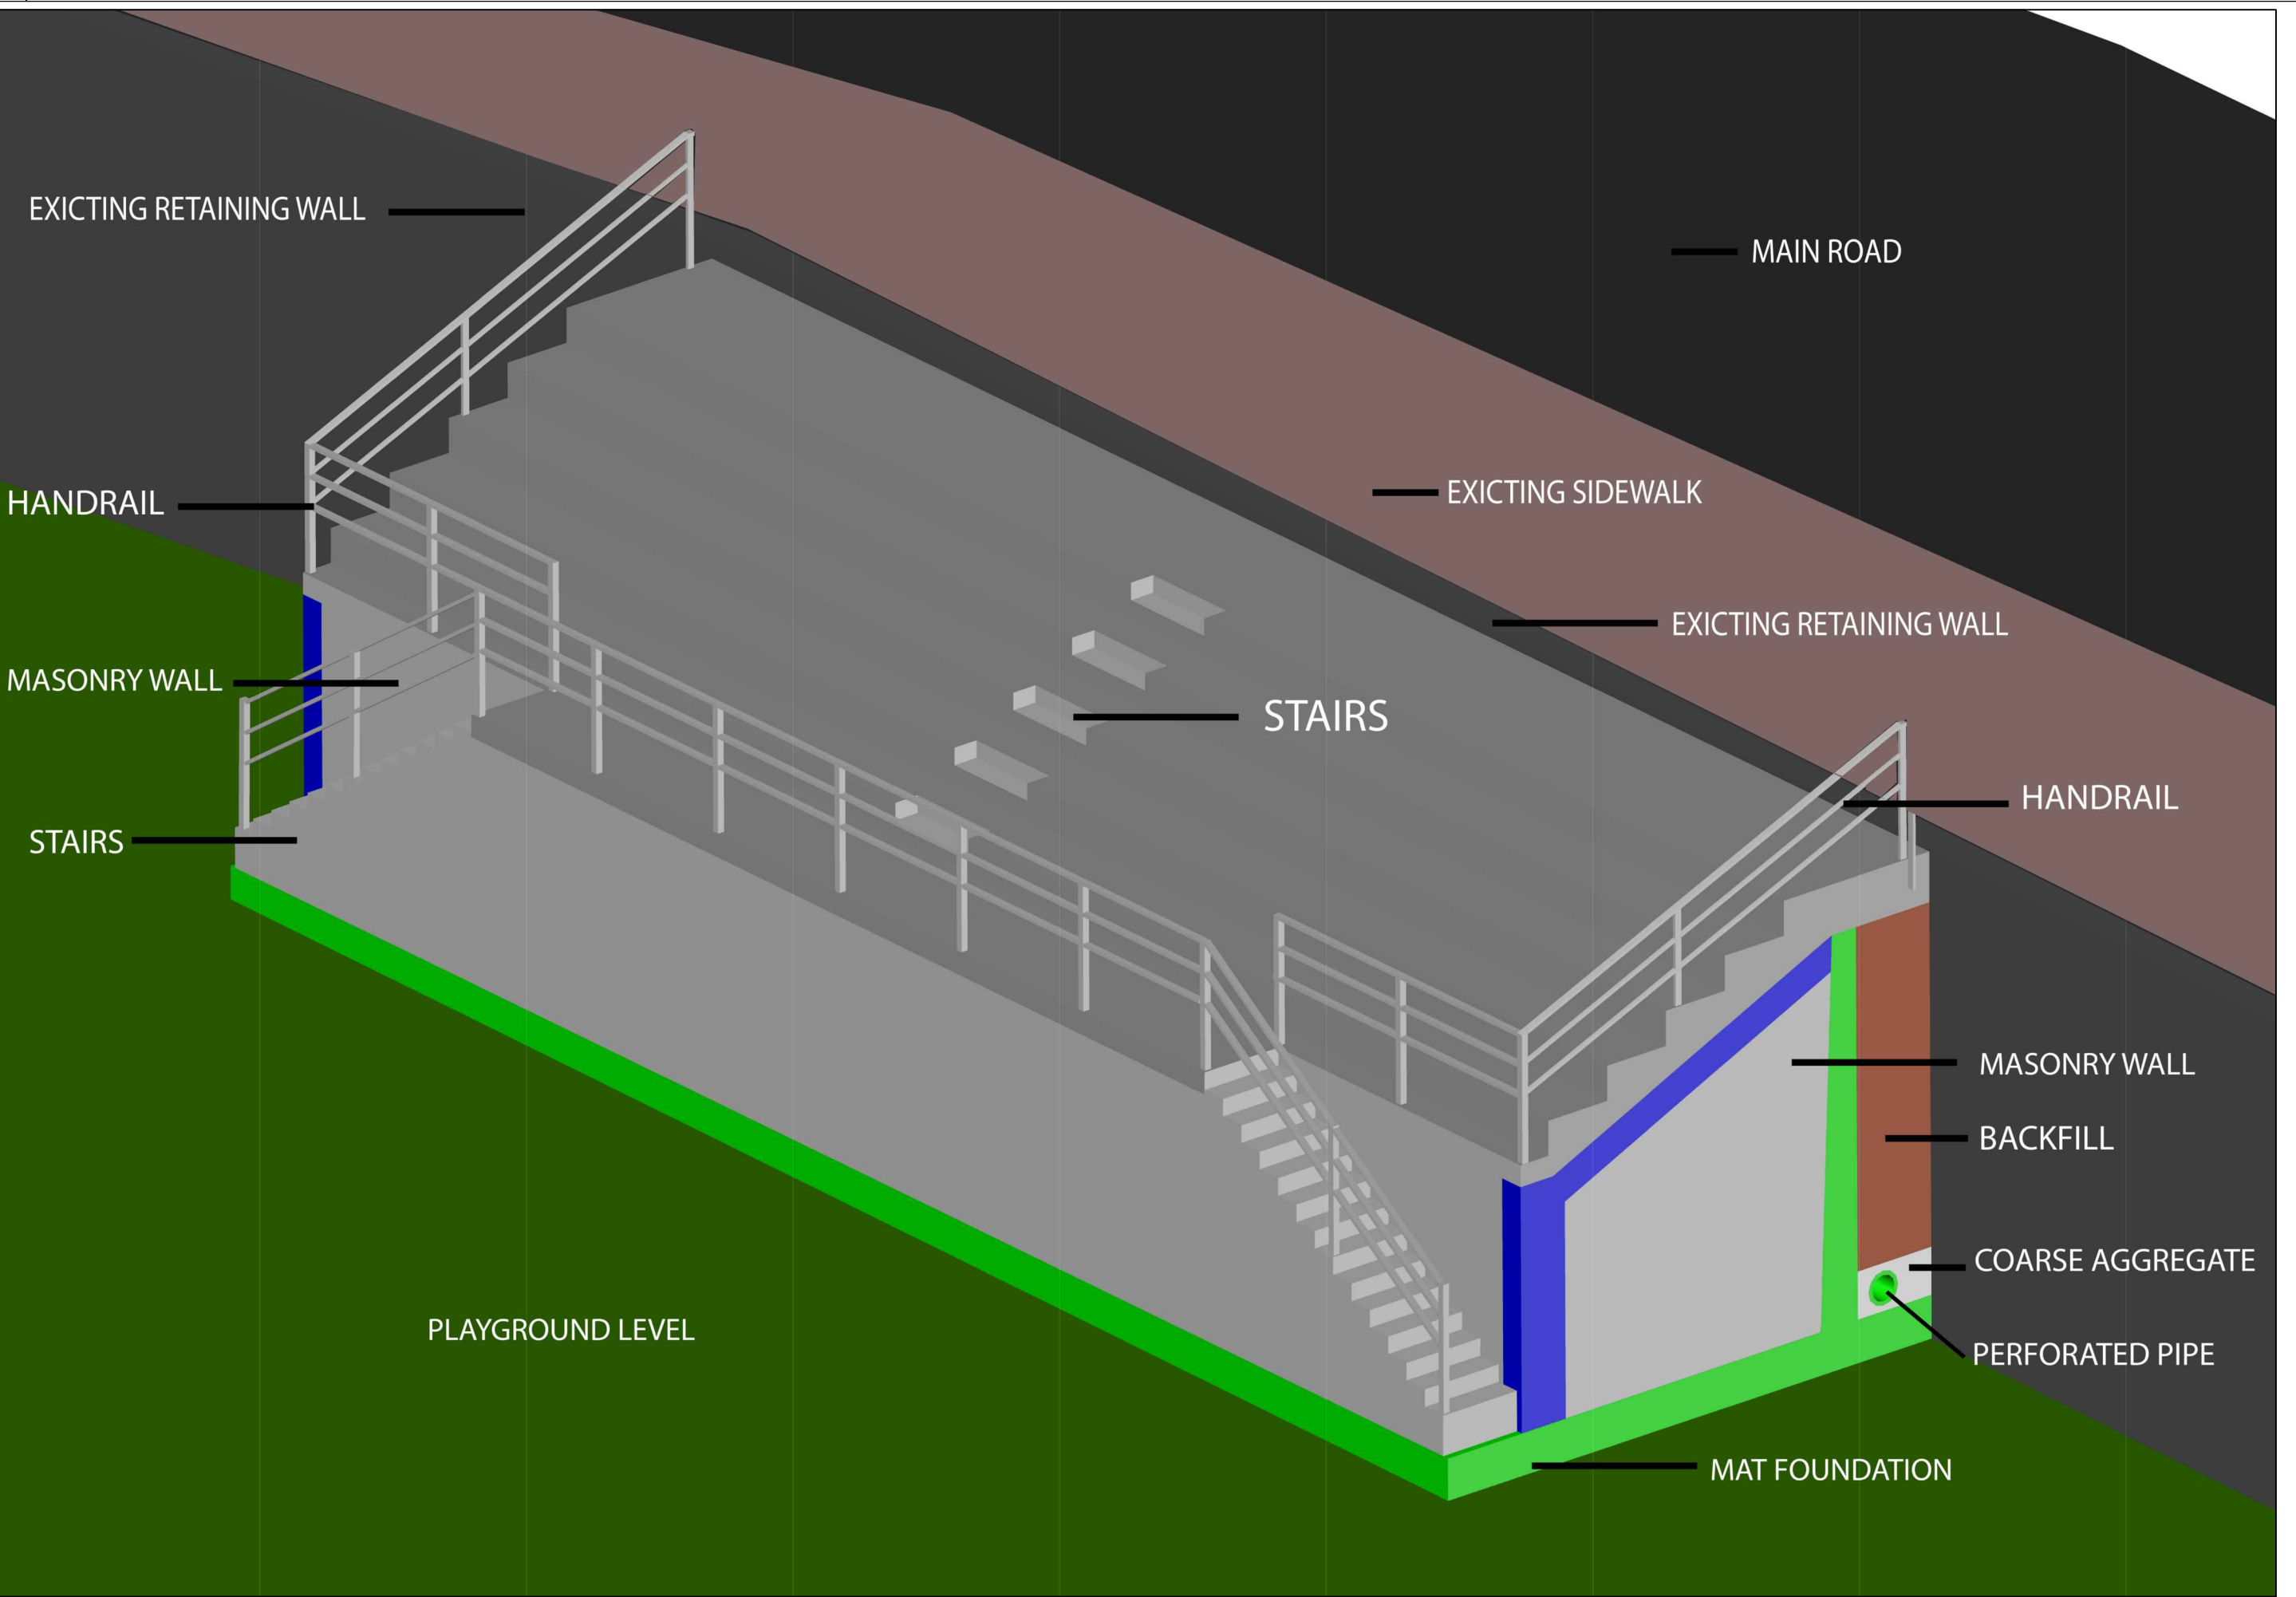 EXICTING RETAINING WALL
MAIN ROAD
HANDRAIL
EXICTING SIDEWALK
EXICTING RETAINING WALL
MASONRY WALL
STAIRS
HANDRAIL
STAIRS
MASONRY WALL
BACKFILL
COARSE AGGREGATE
PLAYGROUND LEVEL
PERFORATED PIPE
MAT FOUNDATION